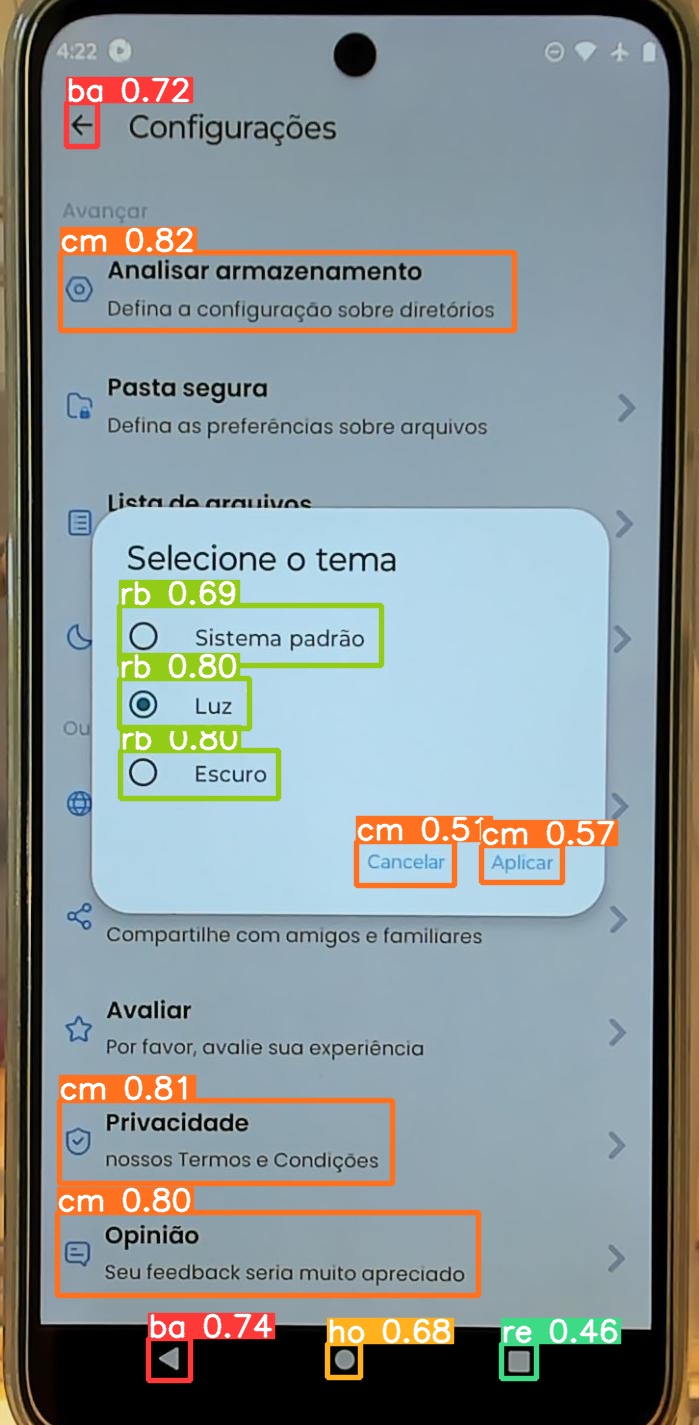 4:22
ba 0.72
Configurações
Avançar
cm 0.82
Analisar armazenamento
Defina a configuração sobre diretórios
Pasta segura
Defina as preferências sobre arquivos
Lista de arquivos
Selecione o tema
rb 0.69
Sistema padrão
rb 0.80
Luz
Ou
rb 0.80
Escuro
cm 0.51 cm 0.57
Cancelar Aplicar
Compartilhe com amigos e familiares
Avaliar
Por favor, avalie sua experiência
cm 0.81
Privacidade
nossos Termos e Condições
cm 0.80
Opinião
Seu feedback seria muito apreciado
ba 0.74 ho 0.68 re 0.46